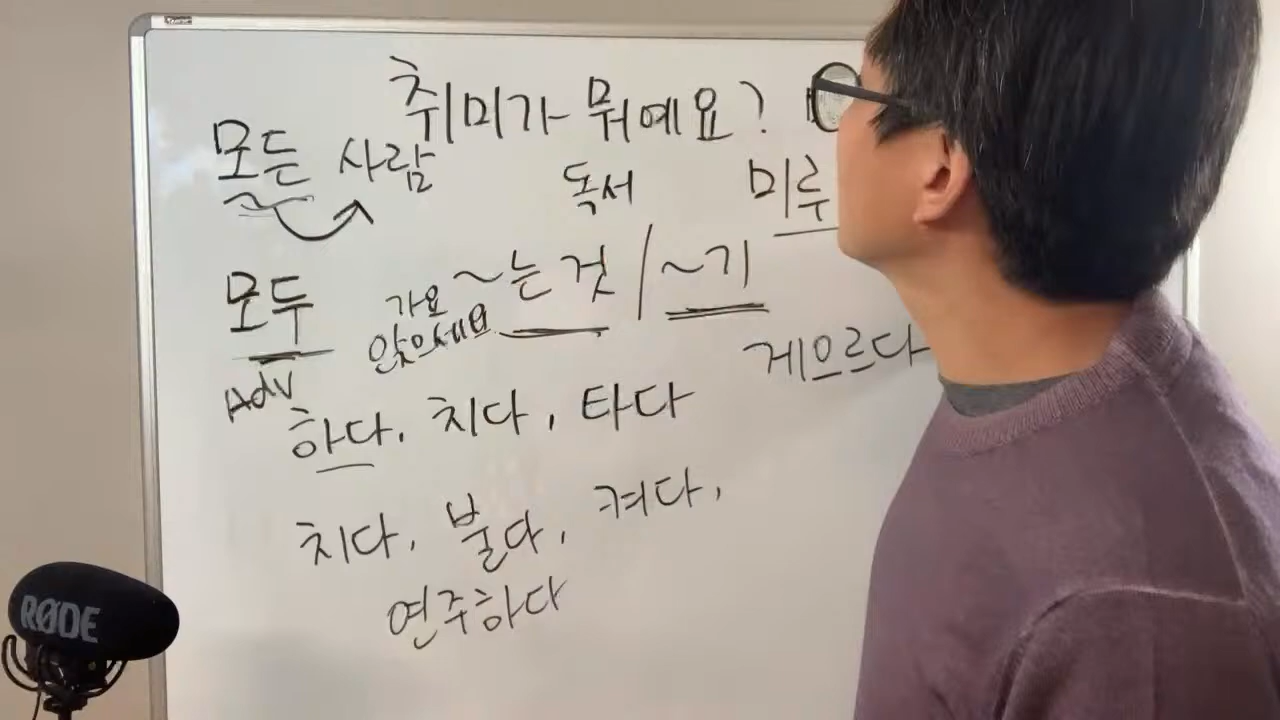 취미가 뭐예요?
모든 사람
독서
미루
~는 것 / ~기
모두
가요
앉으세요
Adv
게으르다
하다. 치다, 타다
치다. 불다, 켜다,
연주하다
RØDE